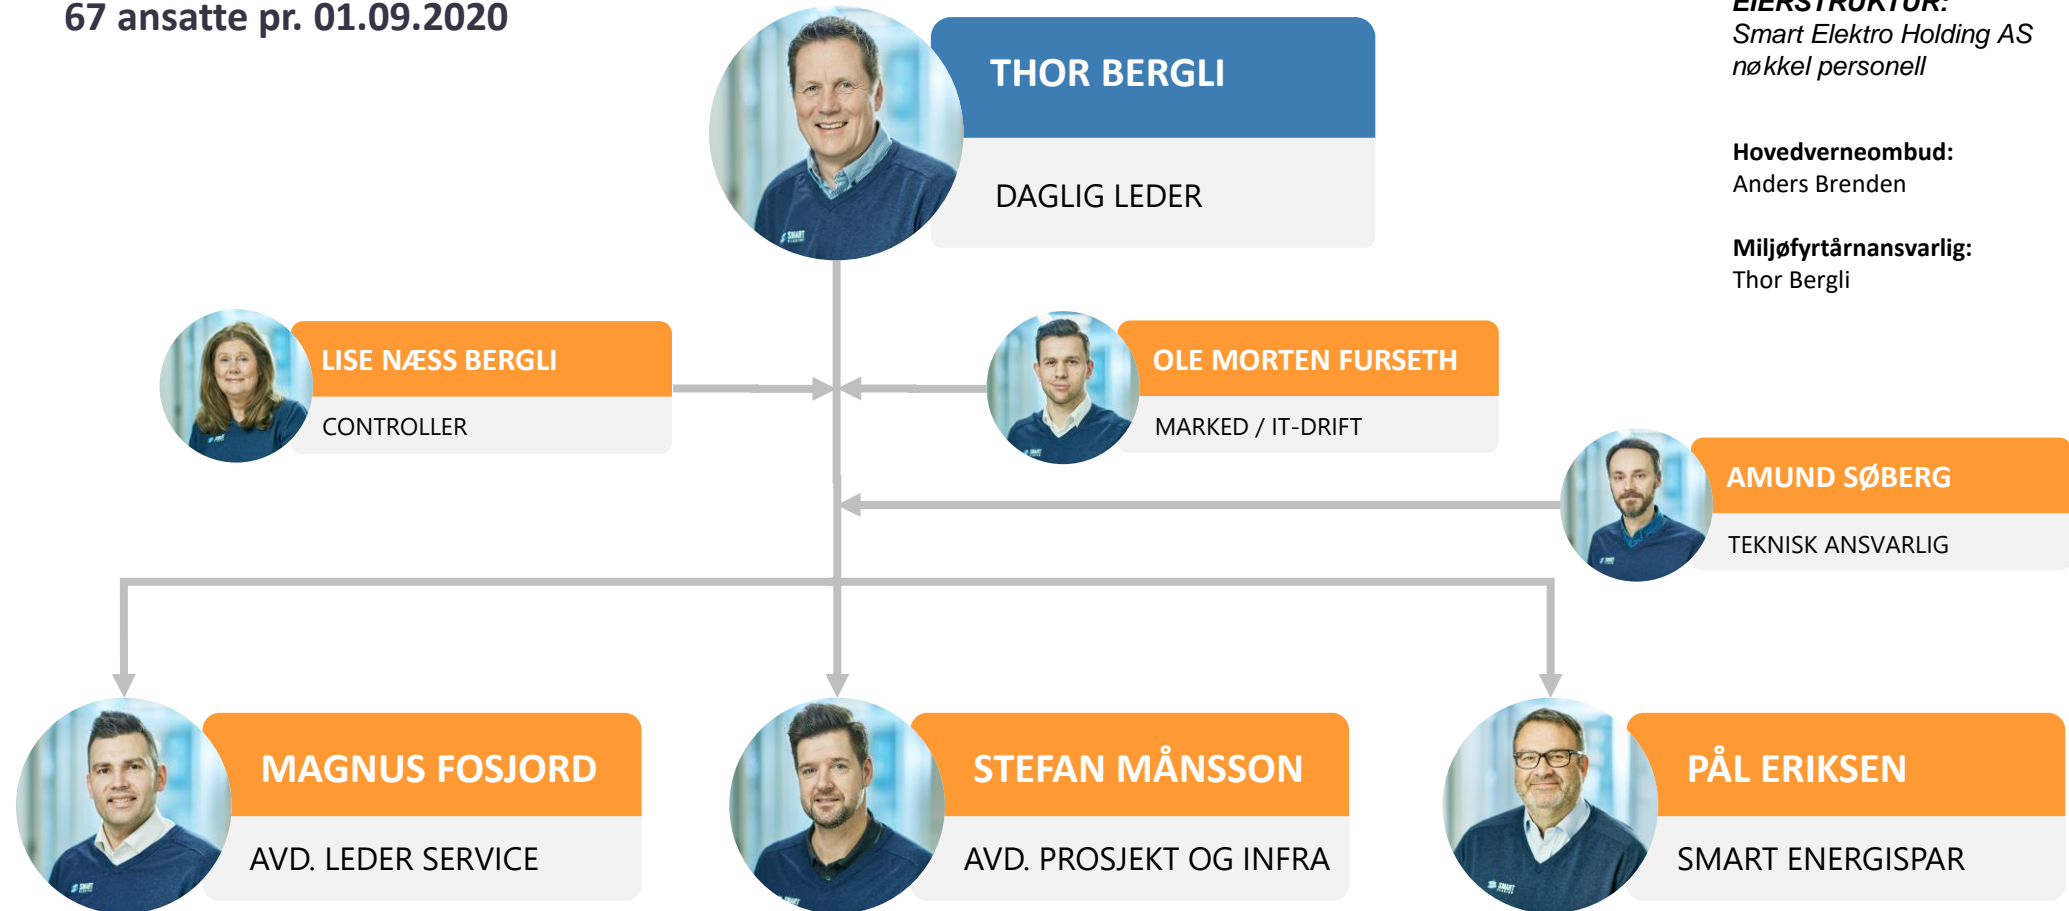 67 ansatte pr. 01.09.2020
EIERSTRUKTUR:
Smart Elektro Holding AS
nøkkel personell
Hovedverneombud:
Anders Brenden
Miljøfyrtårnansvarlig:
Thor Bergli
THOR BERGLI
DAGLIG LEDER
LISE NÆSS BERGLI
CONTROLLER
OLE MORTEN FURSETH
MARKED / IT-DRIFT
AMUND SØBERG
TEKNISK ANSVARLIG
MAGNUS FOSJORD
AVD. LEDER SERVICE
STEFAN MÅNSSON
AVD. PROSJEKT OG INFRA
PÅL ERIKSEN
SMART ENERGISPAR